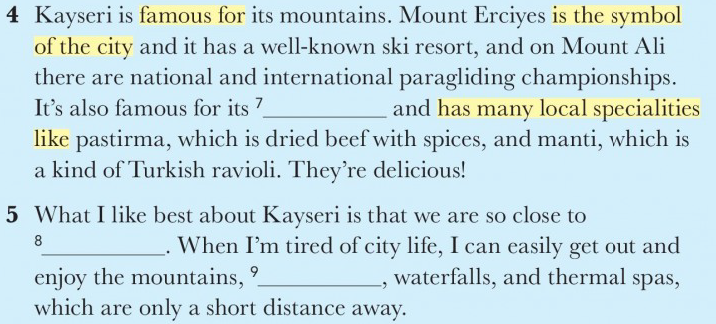 4 Kayseri is famous for its mountains. Mount Erciyes is the symbol
of the city and it has a well-known ski resort, and on Mount Ali
there are national and international paragliding championships.
It's also famous for its 7____________ and has many local specialities
like pastirma, which is dried beef with spices, and manti, which is
a kind of Turkish ravioli. They're delicious!
5 What I like best about Kayseri is that we are so close to
8____________. When I'm tired of city life, I can easily get out and
enjoy the mountains, 9____________, waterfalls, and thermal spas,
which are only a short distance away.